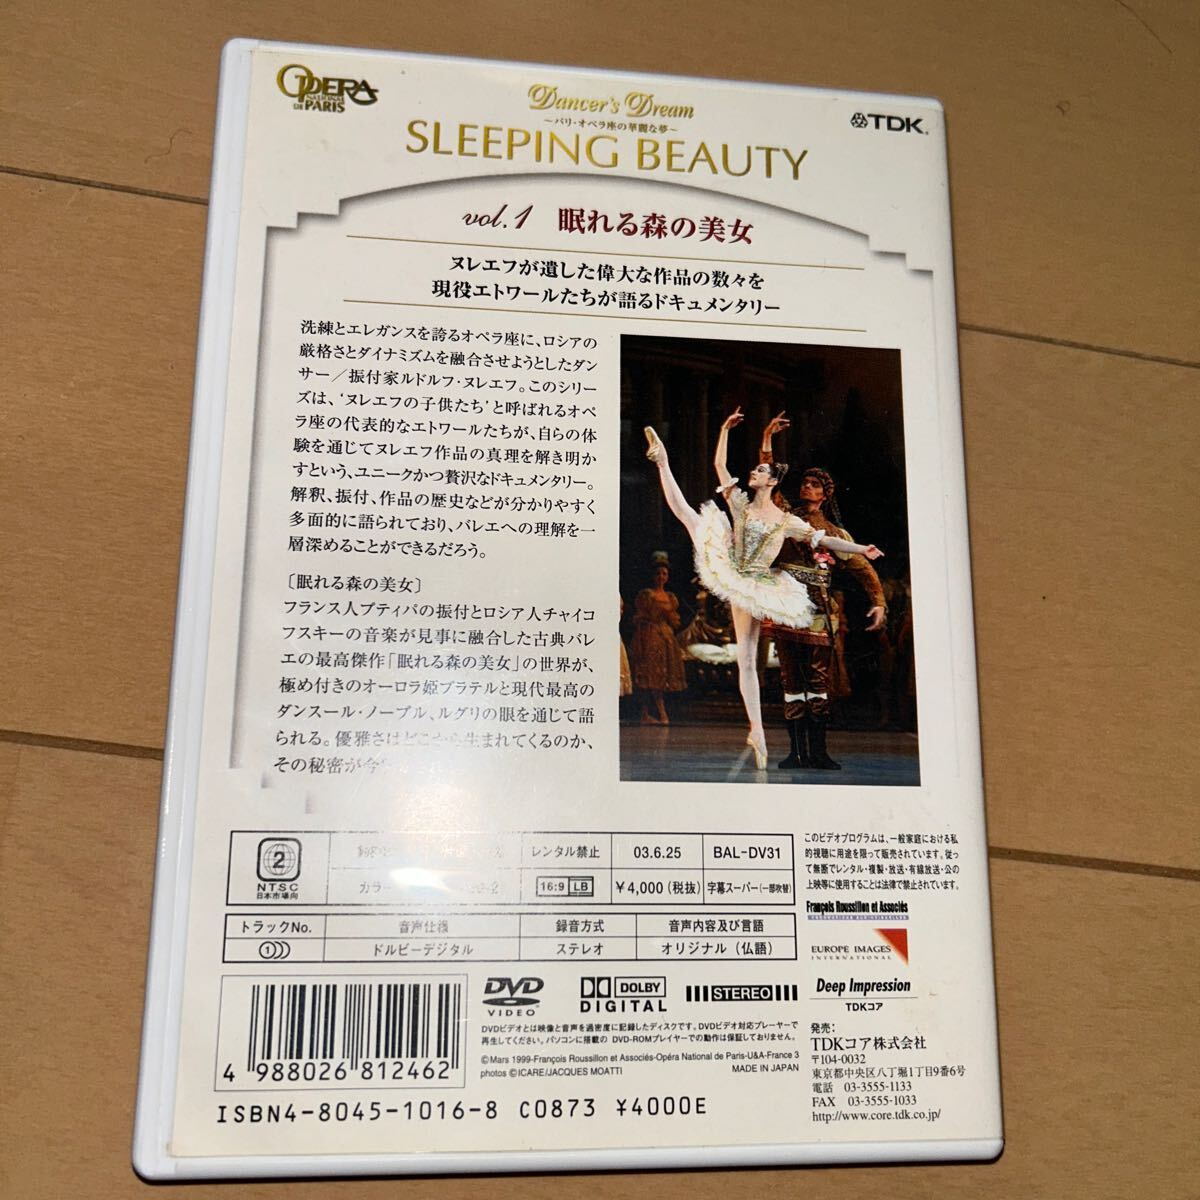 OPERA
NATIONAL
DE PARIS
Dancer's Dream
～パリ・オペラ座の華麗な夢～
SLEEPING BEAUTY
TDK
vol.1 眠れる森の美女
ヌレエフが遺した偉大な作品の数々を
現役エトワールたちが語るドキュメンタリー
洗練とエレガンスを誇るオペラ座に、ロシアの
厳格さとダイナミズムを融合させようとしたダン
サー／振付家ルドルフ・ヌレエフ。このシリー
ズは、‘ヌレエフの子供たち’と呼ばれるオペ
ラ座の代表的なエトワールたちが、自らの体
験を通じてヌレエフ作品の真理を解き明か
すという、ユニークかつ贅沢なドキュメンタリー。
解釈、振付、作品の歴史などが分かりやすく
多面的に語られており、バレエへの理解を一
層深めることができるだろう。
〔眠れる森の美女〕
フランス人プティパの振付とロシア人チャイコ
フスキーの音楽が見事に融合した古典バレ
エの最高傑作「眠れる森の美女」の世界が、
極め付きのオーロラ姫プラテルと現代最高の
ダンスール・ノーブル、ルグリの眼を通じて語
られる。優雅さはどこから生まれてくるのか、
その秘密が今
2
NTSC
日本市場向
カラー
レンタル禁止
03.6.25
BAL-DV31
16:9 LB
￥4,000（税抜）
字幕スーパー（一部吹替）
トラックNo.
音声仕様
録音方式
音声内容及び言語
1
ドルビーデジタル
ステレオ
オリジナル（仏語）
このビデオプログラムは、一般家庭における私
的視聴に用途を限って販売されています。従っ
て無断でレンタル・複製・放送・有線放送・公の
上映等に使用することは法律で禁止されています。
François Roussillon et Associés
EUROPE IMAGES
INTERNATIONAL
Deep Impression
TDKコア
発売：
TDKコア株式会社
〒104-0032
東京都中央区八丁堀1丁目9番6号
電話 03-3555-1133
FAX 03-3555-1033
http://www.core.tdk.co.jp/
DVD
VIDEO
DOLBY
DIGITAL
STEREO
DVDビデオとは映像と音声を高密度に記録したディスクです。DVDビデオ対応プレーヤーで
再生してください。パソコンに搭載の DVD-ROMプレイヤーでの動作は保証しておりません。
©Mars 1999-François Roussillon et Associés-Opéra National de Paris-U&A-France 3
photos ©ICARE/JACQUES MOATTI
MADE IN JAPAN
4 988026 812462
ISBN4-8045-1016-8 C0873 ¥4000E